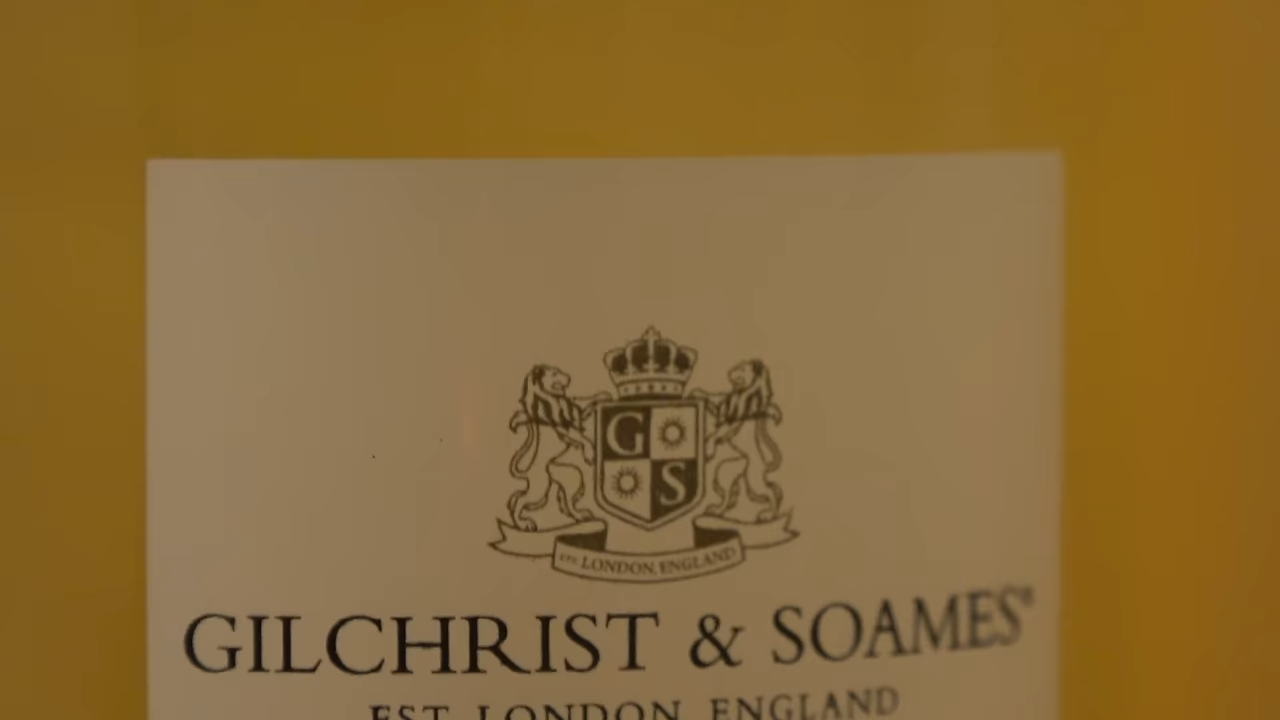 G
S
EST. LONDON, ENGLAND
GILCHRIST & SOAMES®
EST. LONDON, ENGLAND